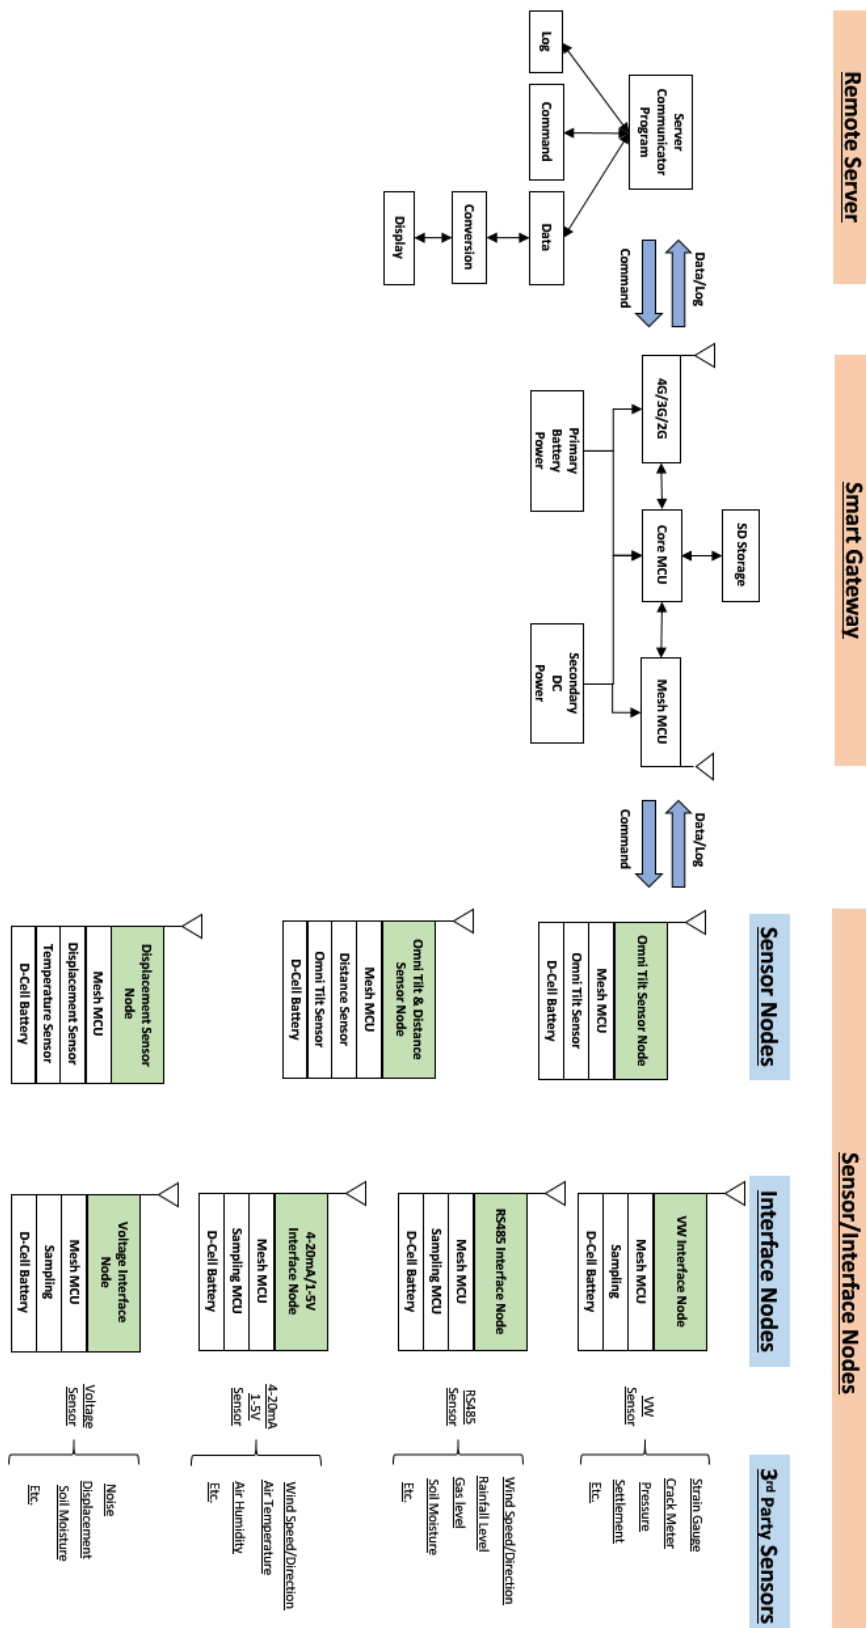 Remote Server
Server
Communicator
Program
Log
Command
Data
Conversion
Display
Data/Log
Command
Smart Gateway
SD Storage
4G/3G/2G
Core MCU
Mesh MCU
Primary
Battery
Power
Secondary
DC
Power
Data/Log
Command
Sensor/Interface Nodes
Sensor Nodes
Omni Tilt Sensor Node
Mesh MCU
Omni Tilt Sensor
D-Cell Battery
Omni Tilt & Distance
Sensor Node
Mesh MCU
Distance Sensor
Omni Tilt Sensor
D-Cell Battery
Displacement Sensor
Node
Mesh MCU
Displacement Sensor
Temperature Sensor
D-Cell Battery
Interface Nodes
VW Interface Node
Mesh MCU
Sampling
D-Cell Battery
RS485 Interface Node
Mesh MCU
Sampling MCU
D-Cell Battery
4-20mA/1-5V
Interface Node
Mesh MCU
Sampling MCU
D-Cell Battery
Voltage Interface
Node
Mesh MCU
Sampling
D-Cell Battery
3rd Party Sensors
VW
Sensor
Strain Gauge
Crack Meter
Pressure
Settlement
Etc.
RS485
Sensor
Wind Speed/Direction
Rainfall Level
Gas level
Soil Moisture
Etc.
4-20mA
1-5V
Sensor
Wind Speed/Direction
Air Temperature
Air Humidity
Etc.
Voltage
Sensor
Noise
Displacement
Soil Moisture
Etc.